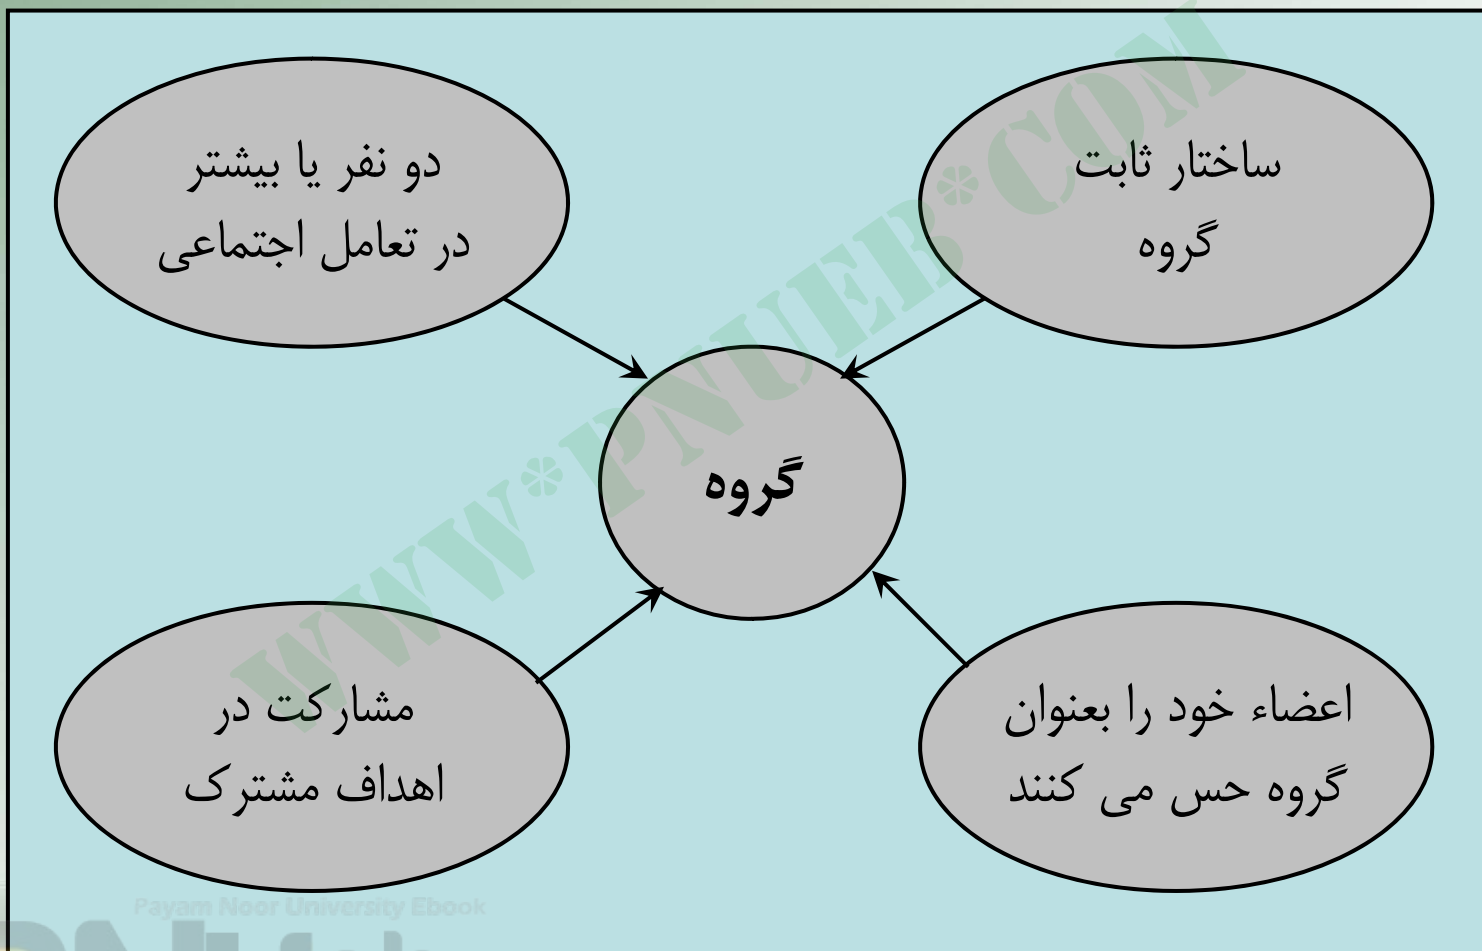 ساختار ثابت
گروه
دو نفر یا بیشتر
در تعامل اجتماعی
گروه
اعضاء خود را بعنوان
گروه حس می کنند
مشارکت در
اهداف مشترک
WWW*PNUEB*COM
Payam Noor University Ebook